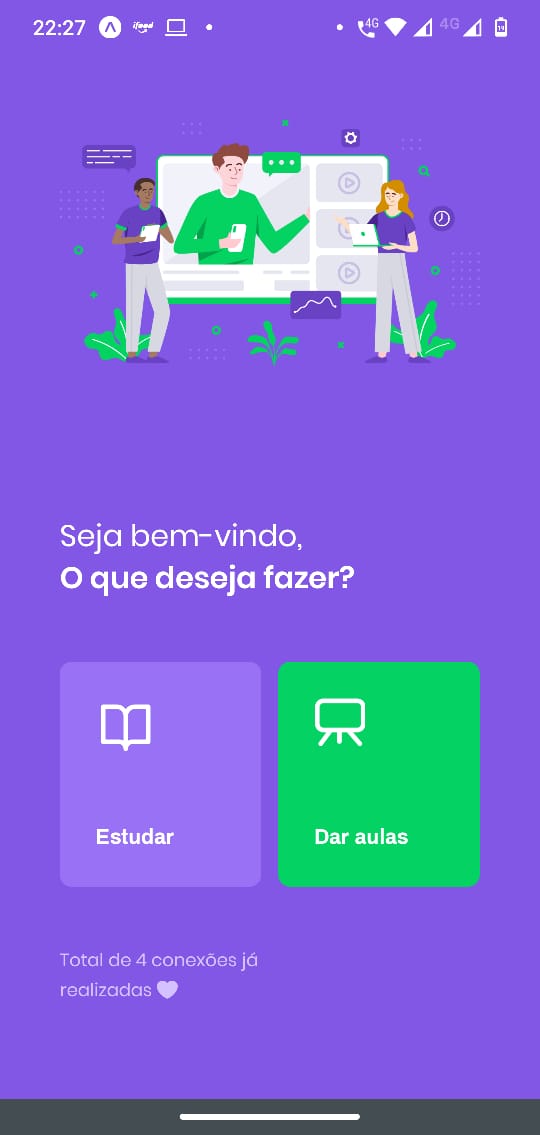 22:27
ifood
4G
4G
19
Seja bem-vindo,
O que deseja fazer?
Estudar
Dar aulas
Total de 4 conexões já
realizadas